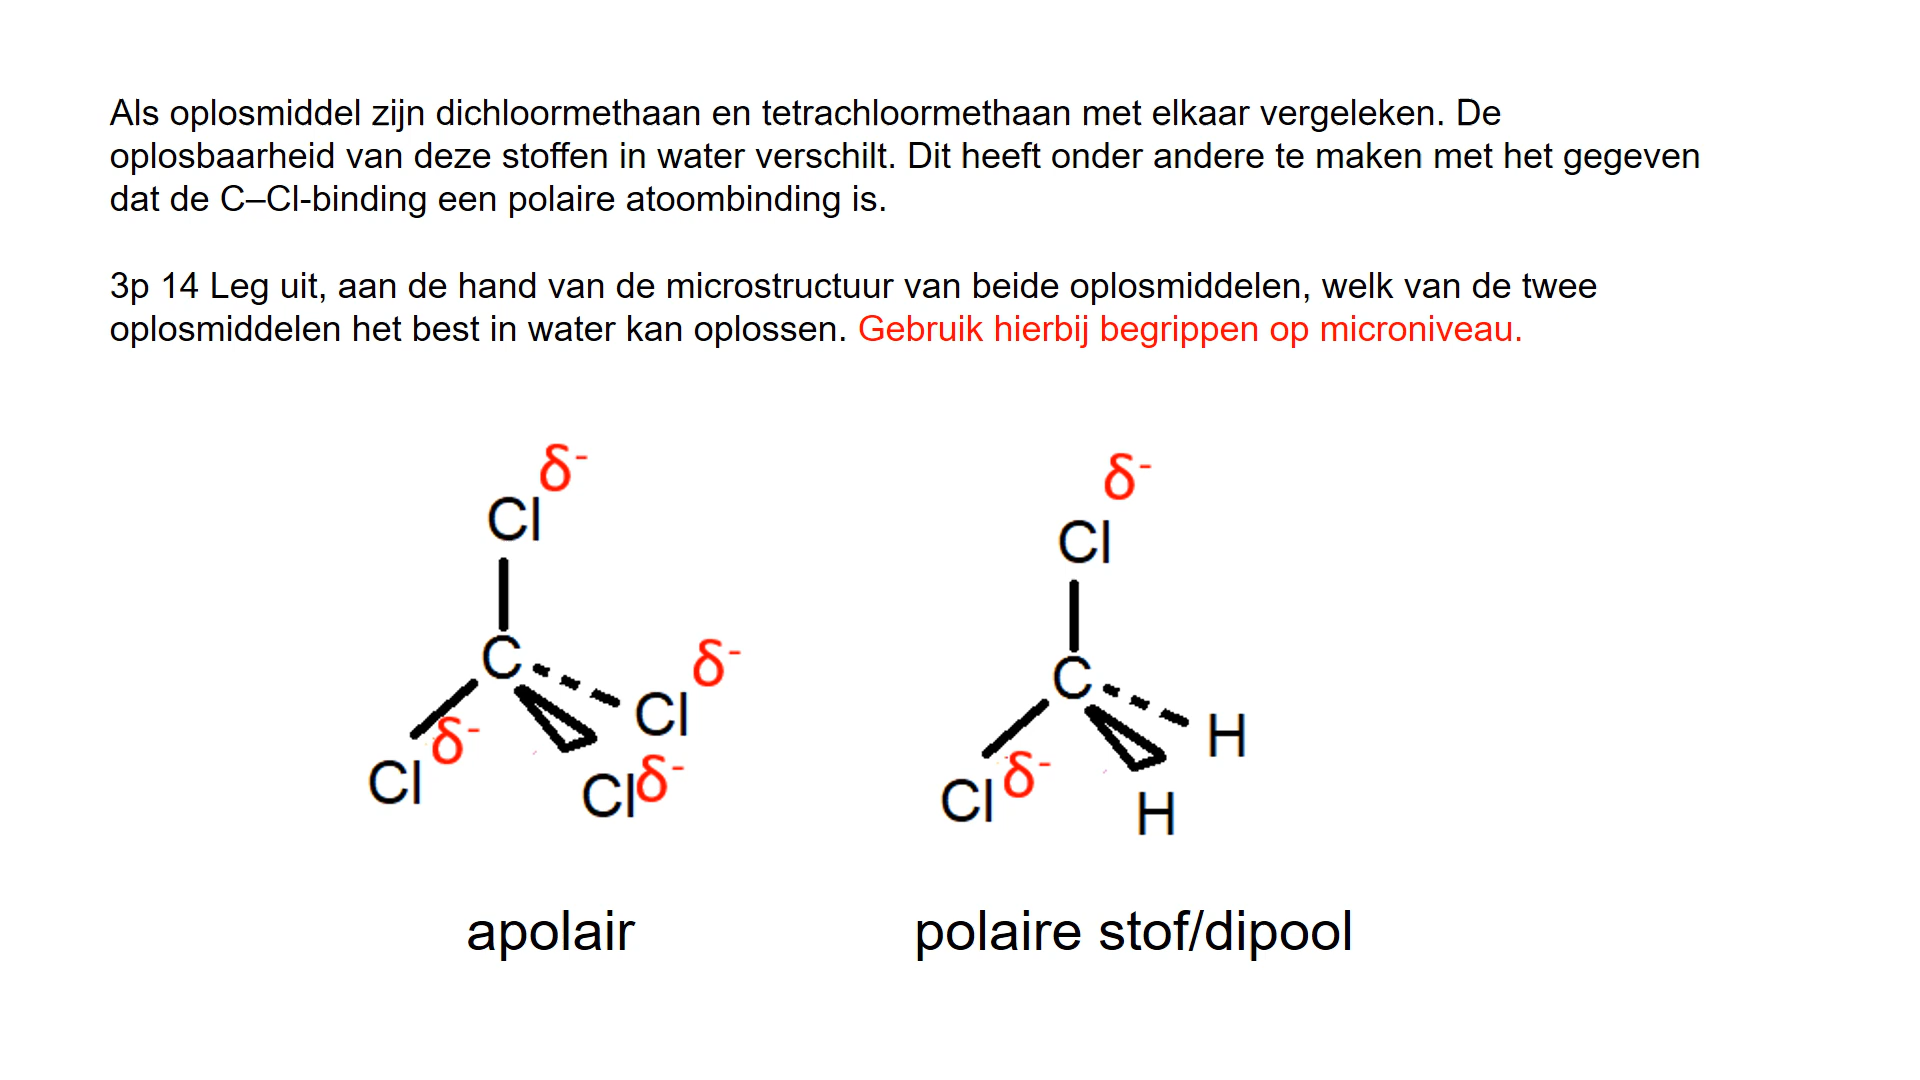 Als oplosmiddel zijn dichloormethaan en tetrachloormethaan met elkaar vergeleken. De
oplosbaarheid van deze stoffen in water verschilt. Dit heeft onder andere te maken met het gegeven
dat de C–Cl-binding een polaire atoombinding is.
3p 14 Leg uit, aan de hand van de microstructuur van beide oplosmiddelen, welk van de twee
oplosmiddelen het best in water kan oplossen. Gebruik hierbij begrippen op microniveau.
δ-
Cl
C
δ-
Cl
δ-
Cl
Cl δ-
δ-
Cl
C
H
Cl δ-
H
apolair
polaire stof/dipool